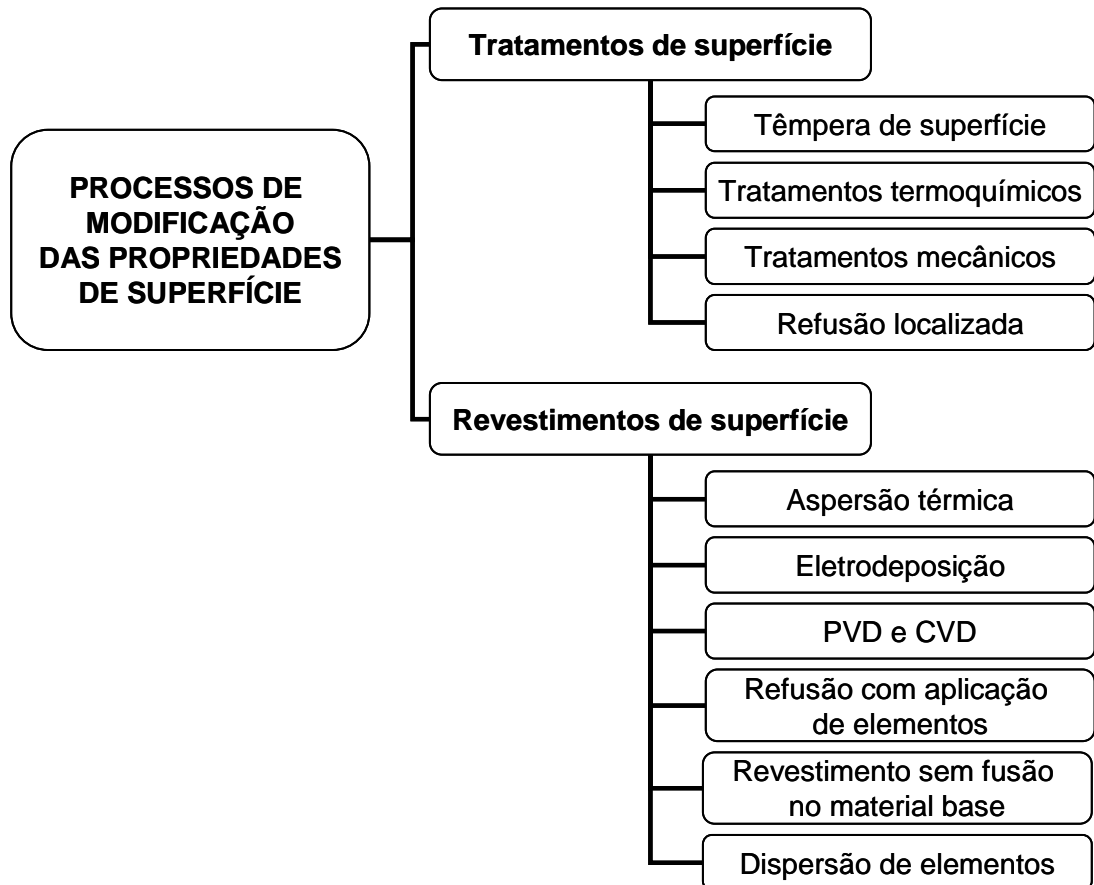 Tratamentos de superfície
Têmpera de superfície
PROCESSOS DE
MODIFICAÇÃO
DAS PROPRIEDADES
DE SUPERFÍCIE
Tratamentos termoquímicos
Tratamentos mecânicos
Refusão localizada
Revestimentos de superfície
Aspersão térmica
Eletrodeposição
PVD e CVD
Refusão com aplicação
de elementos
Revestimento sem fusão
no material base
Dispersão de elementos